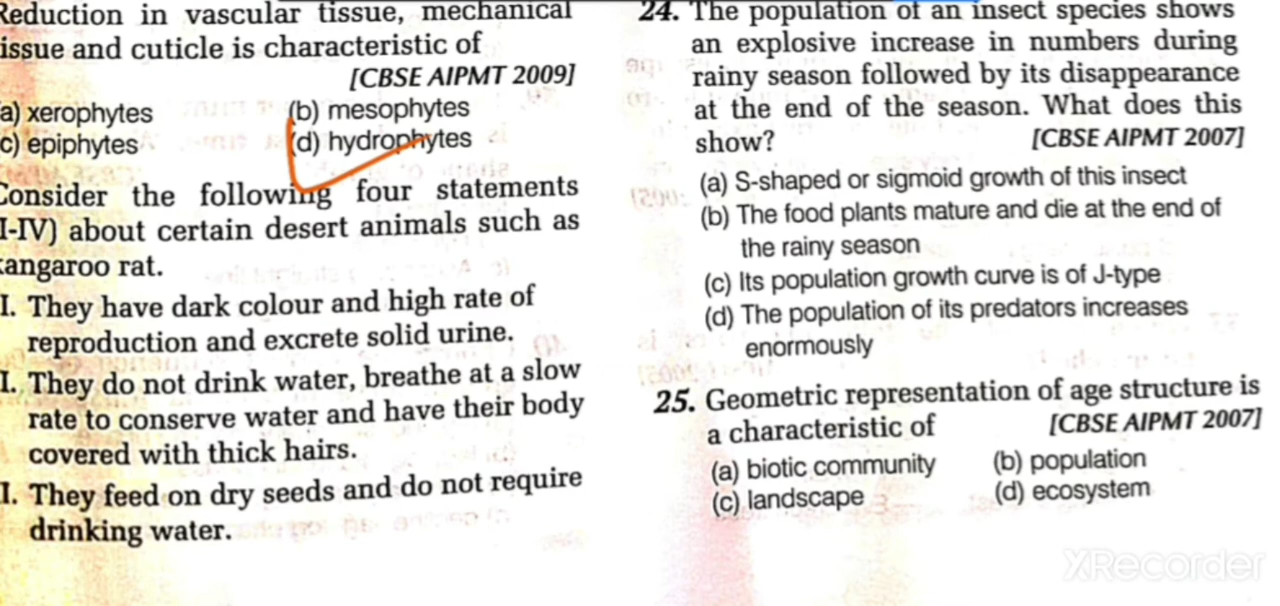 Reduction in vascular tissue, mechanical
issue and cuticle is characteristic of
[CBSE AIPMT 2009]
a) xerophytes (b) mesophytes
c) epiphytes (d) hydrophytes
Consider the following four statements
I-IV) about certain desert animals such as
kangaroo rat.
I. They have dark colour and high rate of
reproduction and excrete solid urine.
I. They do not drink water, breathe at a slow
rate to conserve water and have their body
covered with thick hairs.
I. They feed on dry seeds and do not require
drinking water.
24. The population of an insect species shows
an explosive increase in numbers during
rainy season followed by its disappearance
at the end of the season. What does this
show? [CBSE AIPMT 2007]
(a) S-shaped or sigmoid growth of this insect
(b) The food plants mature and die at the end of
the rainy season
(c) Its population growth curve is of J-type
(d) The population of its predators increases
enormously
25. Geometric representation of age structure is
a characteristic of [CBSE AIPMT 2007]
(a) biotic community (b) population
(c) landscape (d) ecosystem
XRecorder